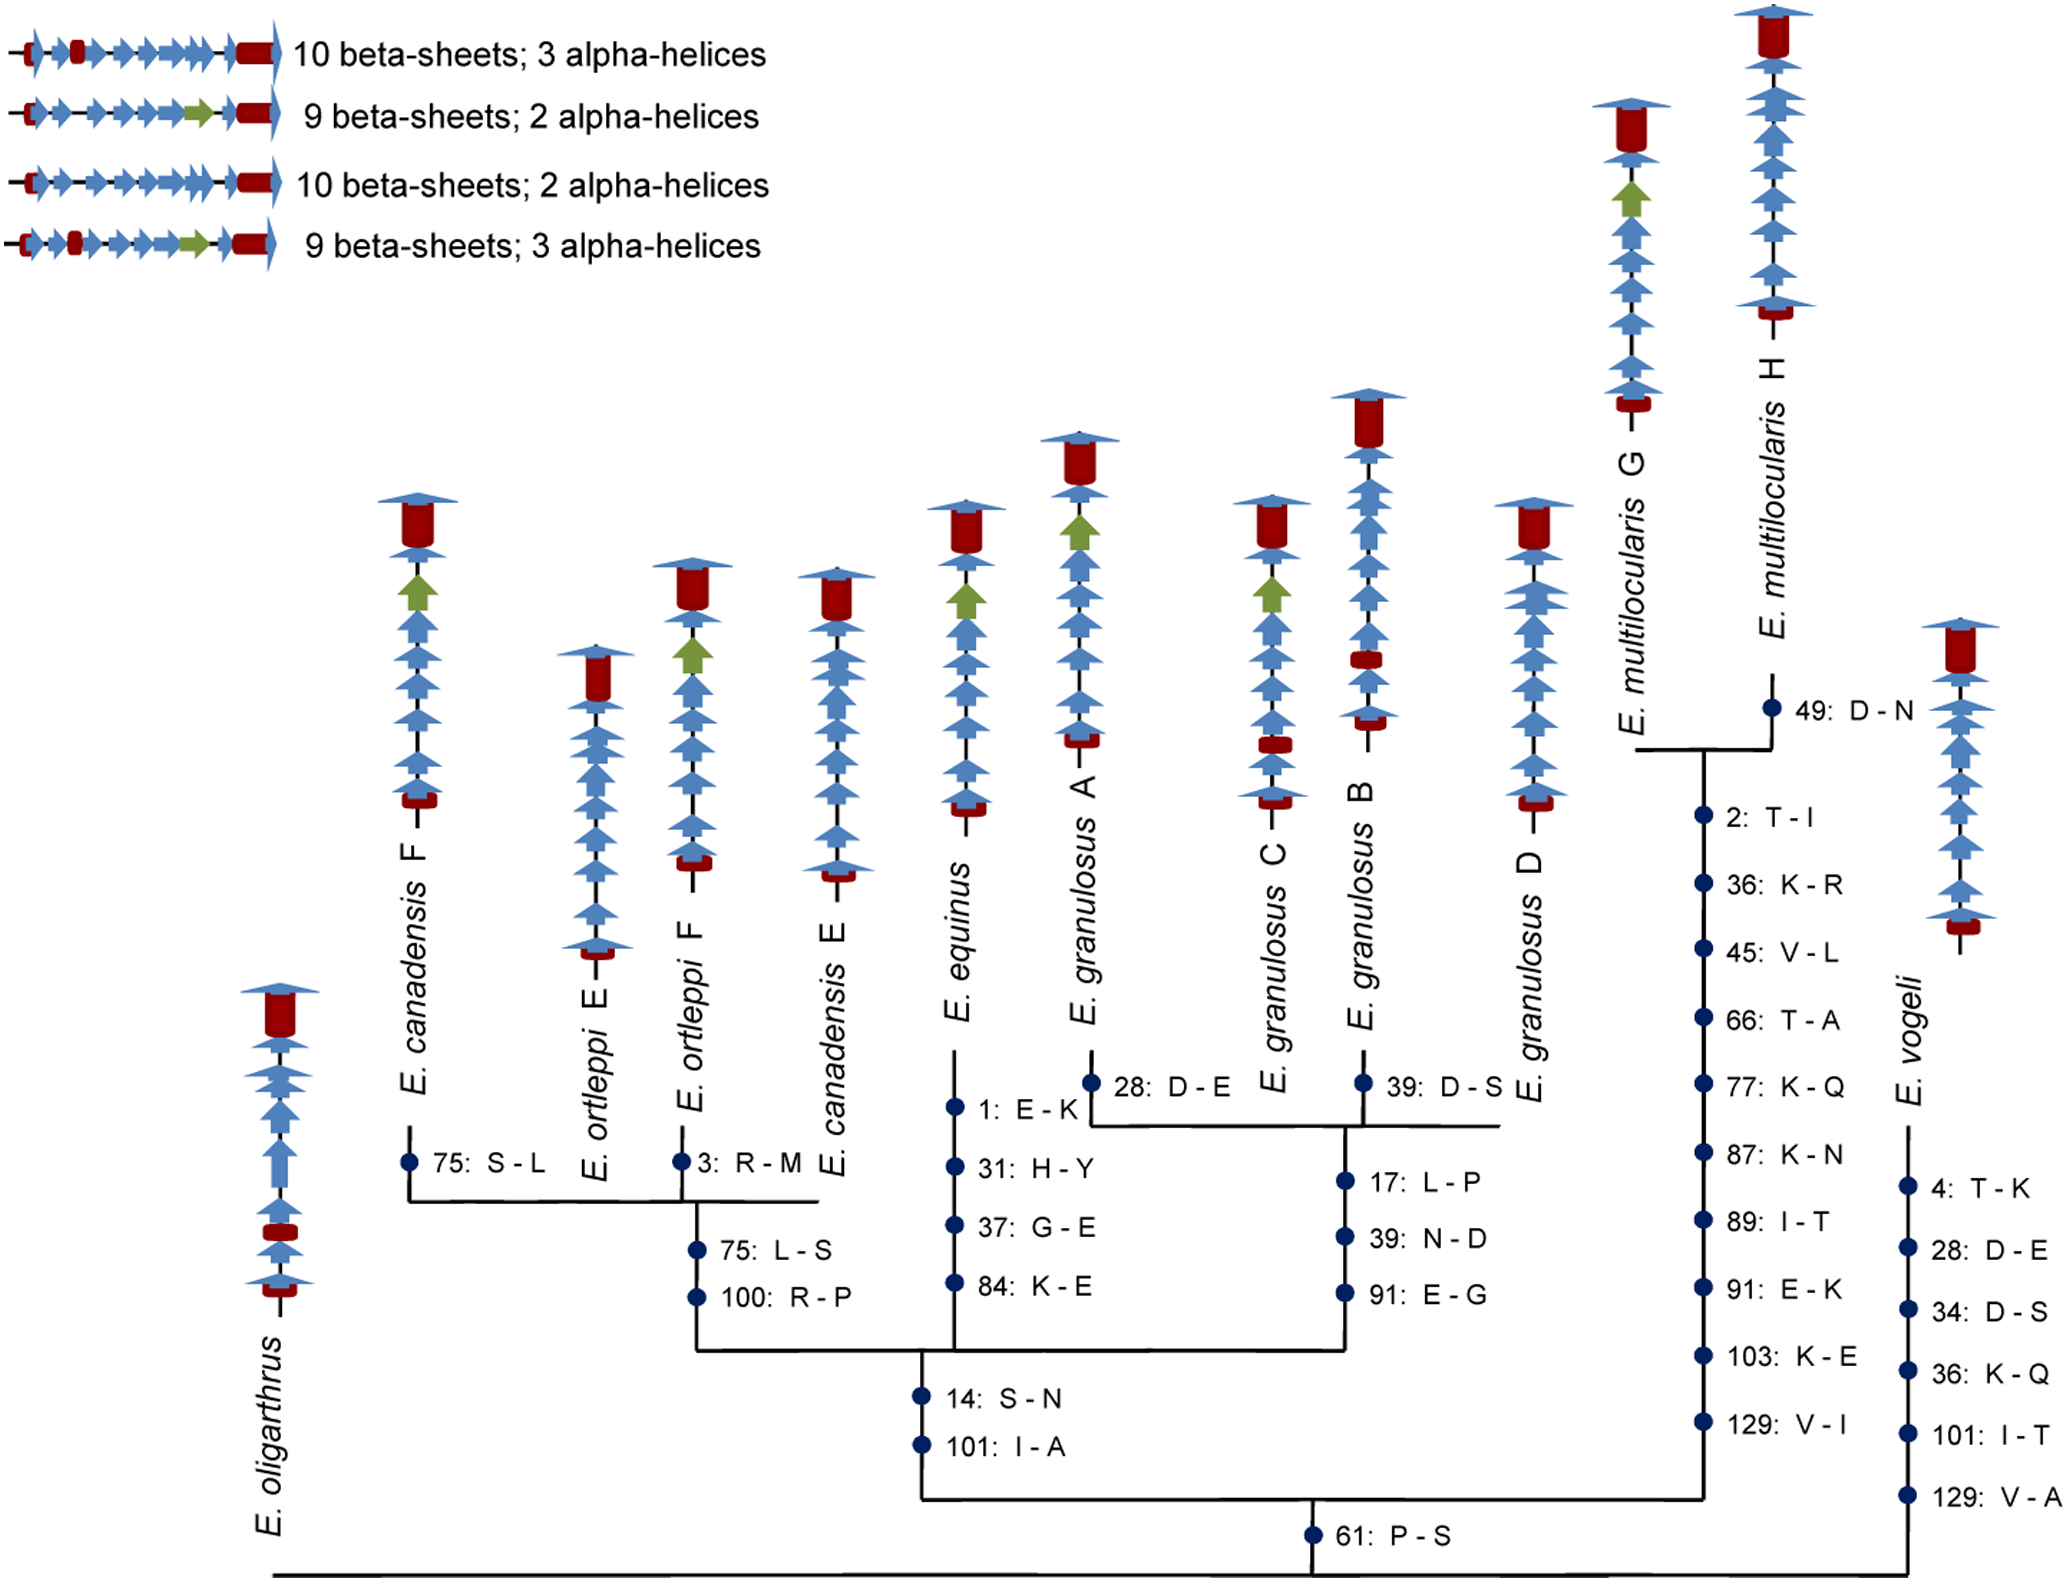 10 beta-sheets; 3 alpha-helices
9 beta-sheets; 2 alpha-helices
10 beta-sheets; 2 alpha-helices
9 beta-sheets; 3 alpha-helices
E. oligarthrus
E. canadensis F
E. ortleppi E
E. ortleppi F
E. canadensis E
E. equinus
E. granulosus A
E. granulosus C
E. granulosus B
E. granulosus D
E. multilocularis G
E. multilocularis H
E. vogeli
75: S - L
3: R - M
75: L - S
100: R - P
1: E - K
31: H - Y
37: G - E
84: K - E
28: D - E
39: D - S
17: L - P
39: N - D
91: E - G
14: S - N
101: I - A
49: D - N
2: T - I
36: K - R
45: V - L
66: T - A
77: K - Q
87: K - N
89: I - T
91: E - K
103: K - E
129: V - I
4: T - K
28: D - E
34: D - S
36: K - Q
101: I - T
129: V - A
61: P - S